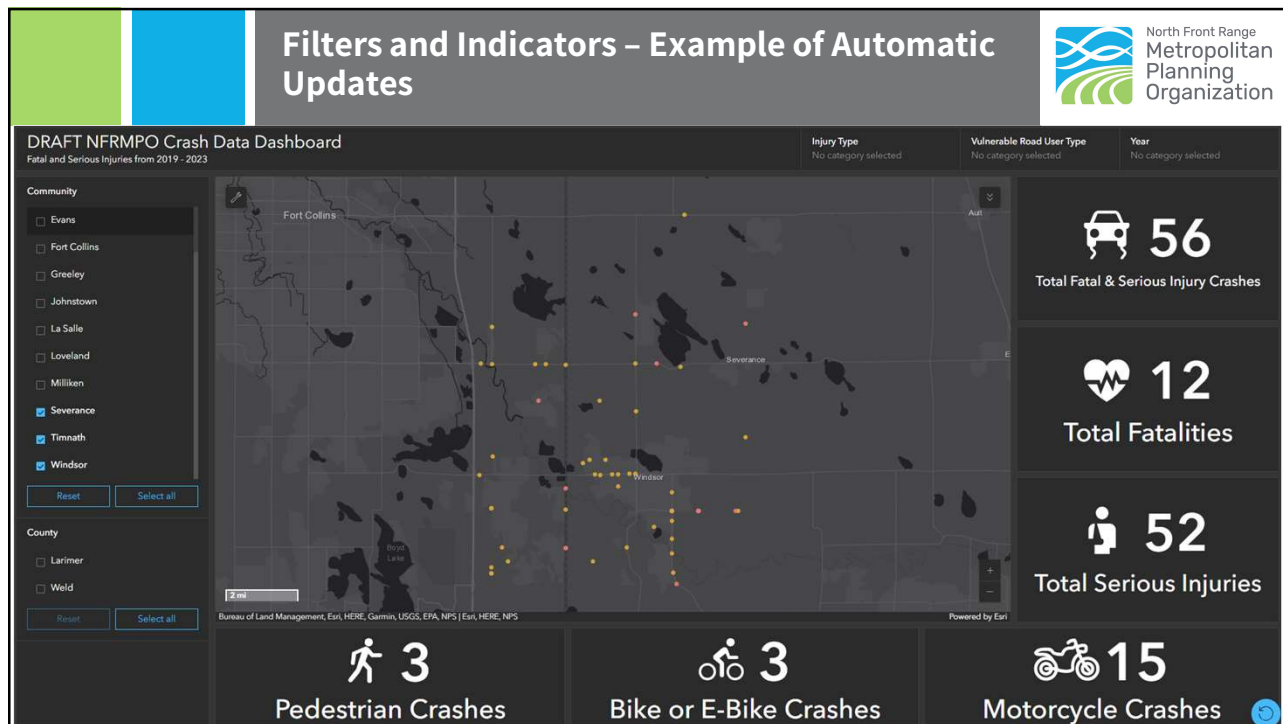 Filters and Indicators – Example of Automatic
Updates
North Front Range
Metropolitan
Planning
Organization
DRAFT NFRMPO Crash Data Dashboard
Fatal and Serious Injuries from 2019 - 2023
Injury Type
No category selected
Vulnerable Road User Type
No category selected
Year
No category selected
Community
Evans
Fort Collins
Greeley
Johnstown
La Salle
Loveland
Milliken
Severance
Timnath
Windsor
Reset
Select all
County
Larimer
Weld
Reset
Select all
Fort Collins
Ault
Severance
E
Windsor
Boyd
Lake
2 mi
+
−
Bureau of Land Management, Esri, HERE, Garmin, USGS, EPA, NPS | Esri, HERE, NPS
Powered by Esri
56
Total Fatal & Serious Injury Crashes
12
Total Fatalities
52
Total Serious Injuries
3
Pedestrian Crashes
3
Bike or E-Bike Crashes
15
Motorcycle Crashes